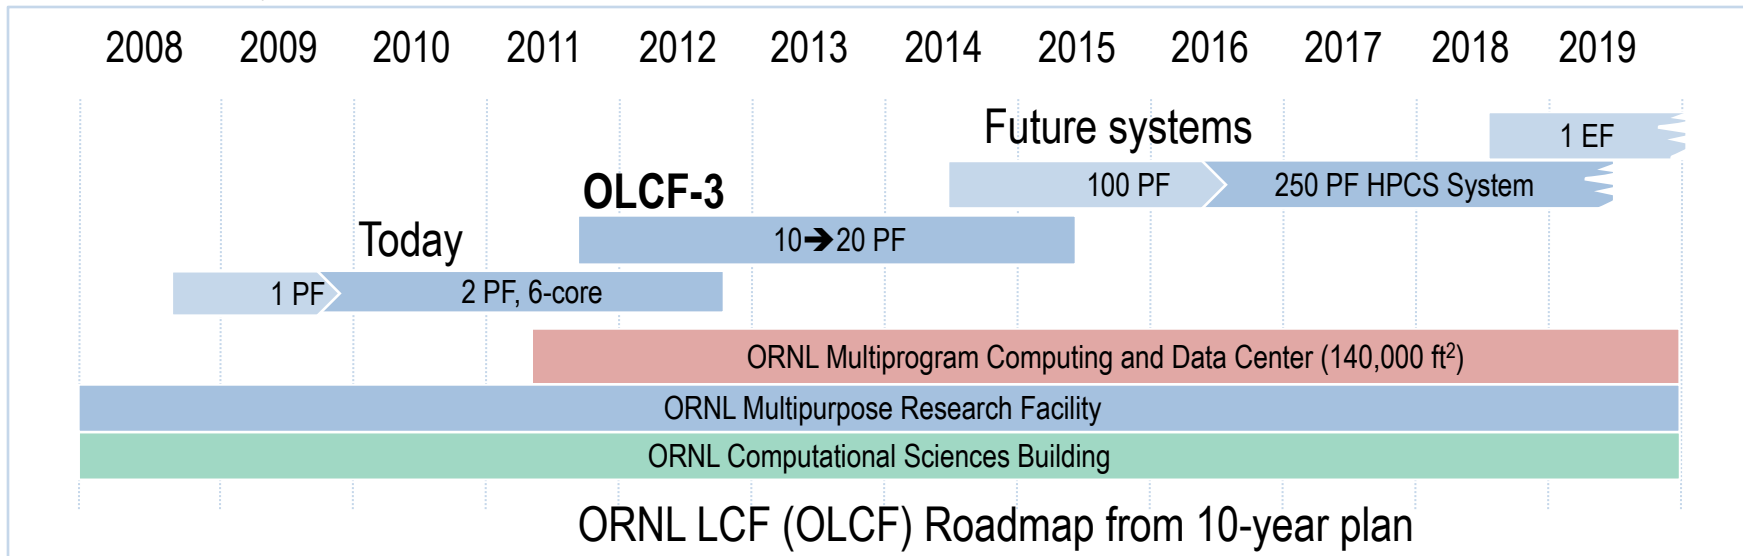 2008 2009 2010 2011 2012 2013 2014 2015 2016 2017 2018 2019
Future systems
1 EF
OLCF-3
100 PF
250 PF HPCS System
Today
10➔20 PF
1 PF
2 PF, 6-core
ORNL Multiprogram Computing and Data Center (140,000 ft²)
ORNL Multipurpose Research Facility
ORNL Computational Sciences Building
ORNL LCF (OLCF) Roadmap from 10-year plan